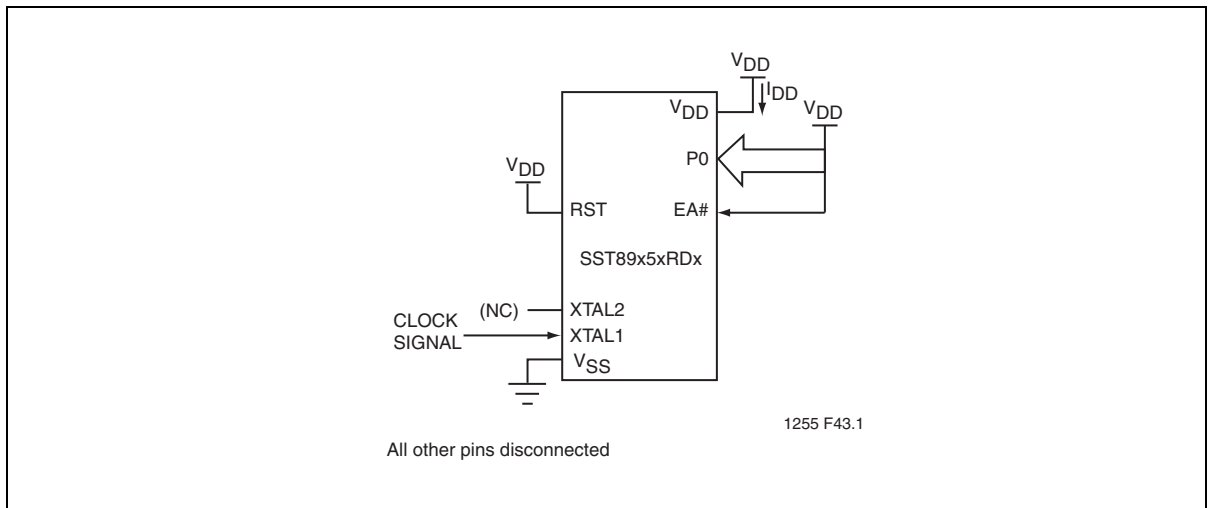 VDD
IDD
VDD
VDD
P0
VDD
RST
EA#
SST89x5xRDx
(NC)
XTAL2
CLOCK
SIGNAL
XTAL1
VSS
1255 F43.1
All other pins disconnected